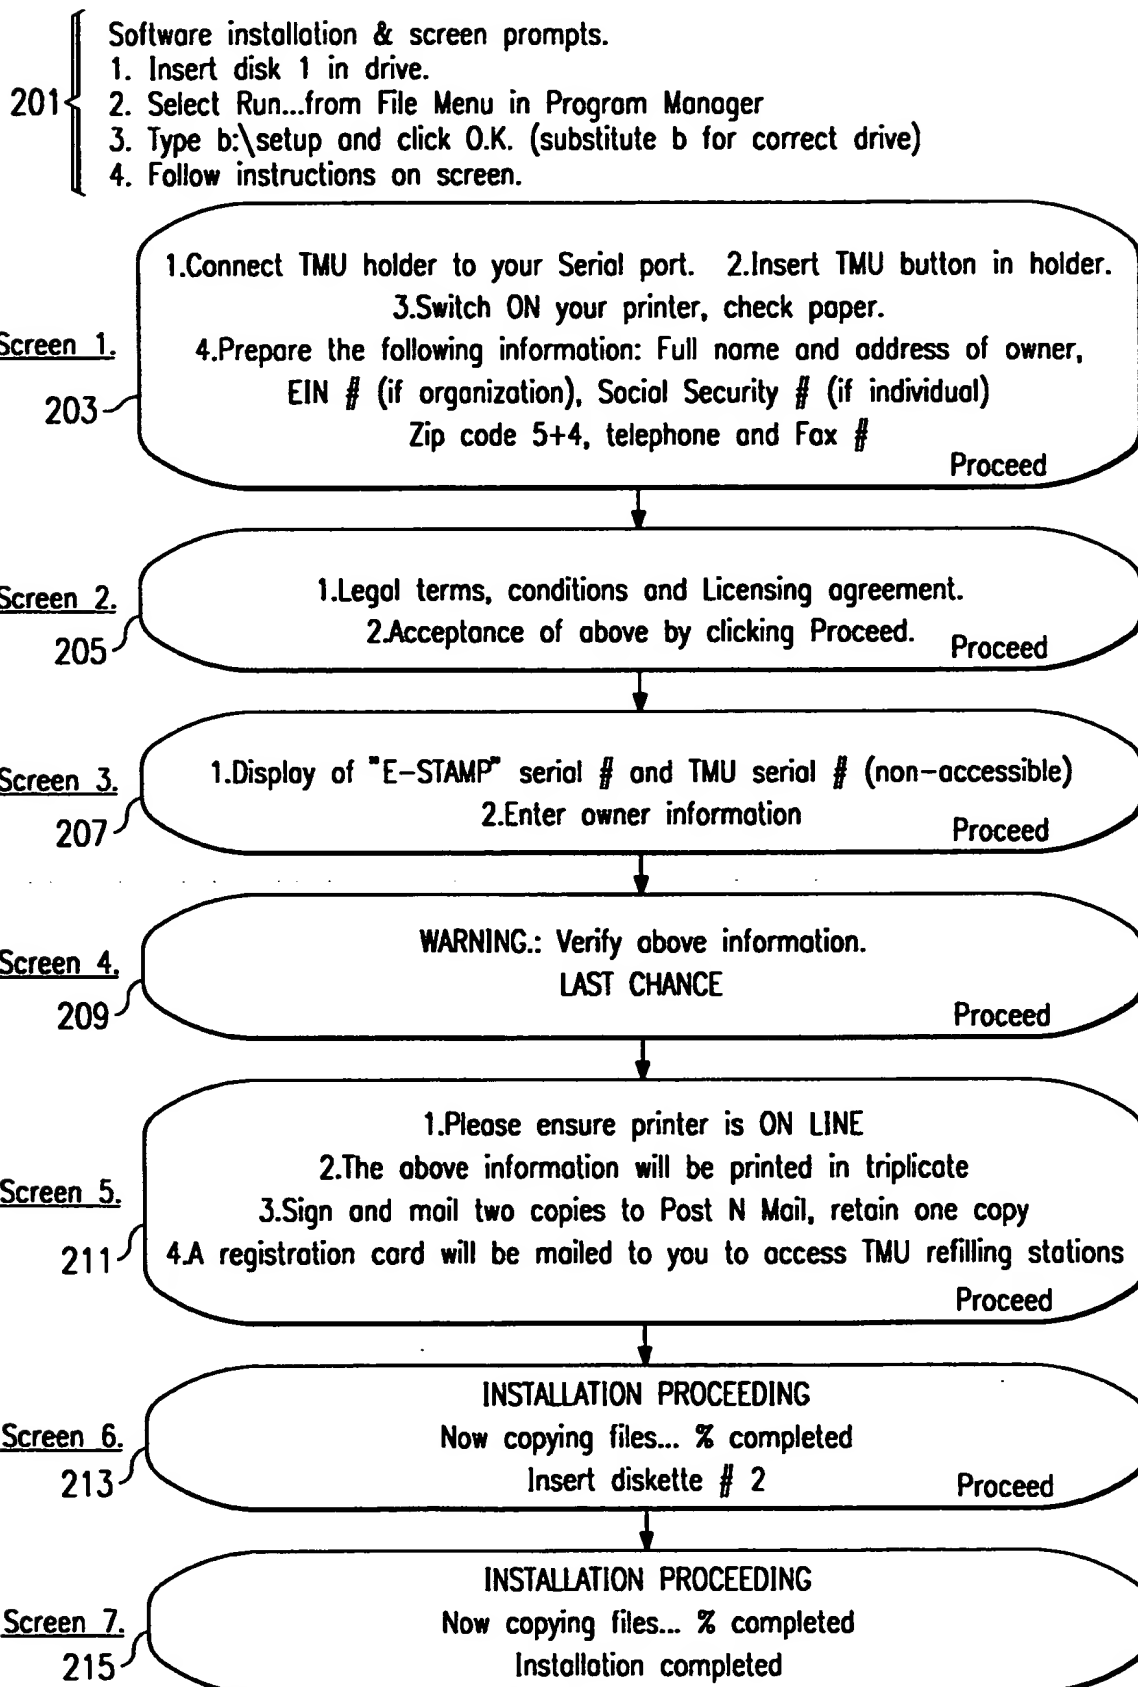 Software installation & screen prompts.
1. Insert disk 1 in drive.
201
2. Select Run...from File Menu in Program Manager
3. Type b:\setup and click O.K. (substitute b for correct drive)
4. Follow instructions on screen.
1.Connect TMU holder to your Serial port. 2.Insert TMU button in holder.
3.Switch ON your printer, check paper.
Screen 1.
4.Prepare the following information: Full name and address of owner,
203
EIN # (if organization), Social Security # (if individual)
Zip code 5+4, telephone and Fax #
Proceed
Screen 2.
1.Legal terms, conditions and Licensing agreement.
205
2.Acceptance of above by clicking Proceed.
Proceed
Screen 3.
1.Display of "E-STAMP" serial # and TMU serial # (non-accessible)
207
2.Enter owner information
Proceed
WARNING.: Verify above information.
Screen 4.
LAST CHANCE
209
Proceed
1.Please ensure printer is ON LINE
2.The above information will be printed in triplicate
Screen 5.
3.Sign and mail two copies to Post N Mail, retain one copy
211
4.A registration card will be mailed to you to access TMU refilling stations
Proceed
INSTALLATION PROCEEDING
Screen 6.
Now copying files... % completed
213
Insert diskette # 2
Proceed
INSTALLATION PROCEEDING
Screen 7.
Now copying files... % completed
215
Installation completed